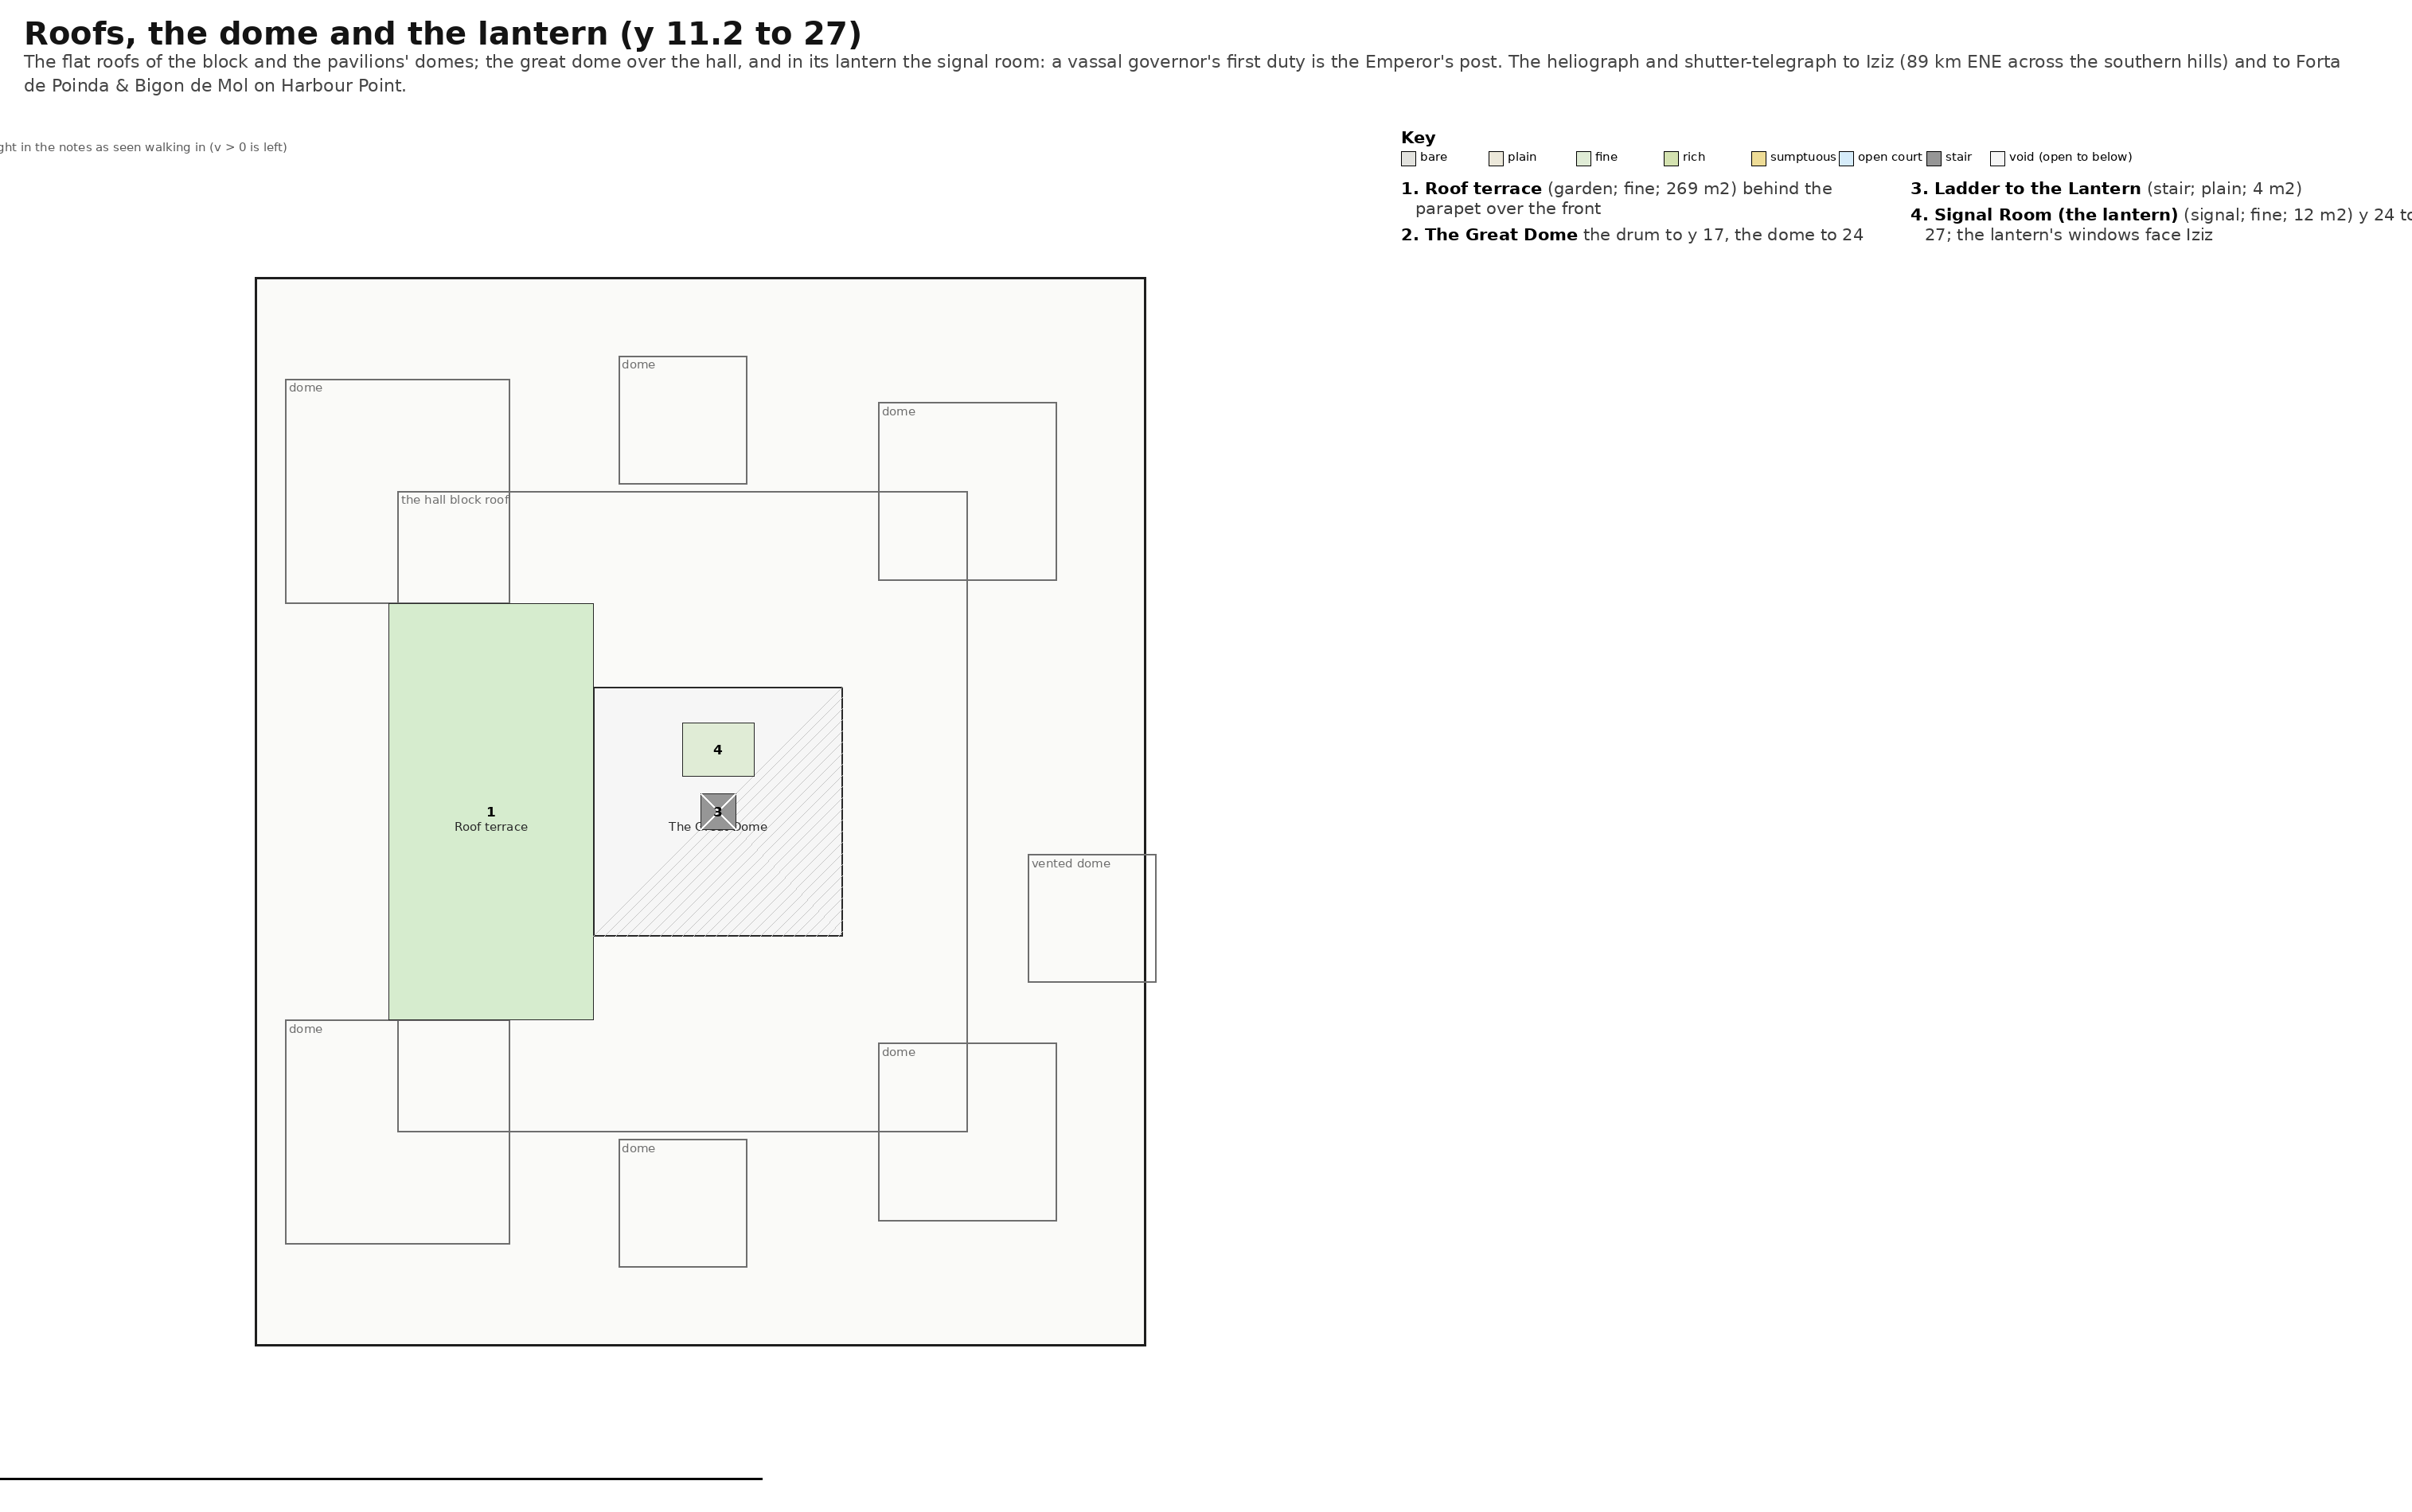 Roofs, the dome and the lantern (y 11.2 to 27)
The flat roofs of the block and the pavilions' domes; the great dome over the hall, and in its lantern the signal room: a vassal governor's first duty is the Emperor's post. The heliograph and shutter-telegraph to Iziz (89 km ENE across the southern hills) and to Forta
de Poinda & Bigon de Mol on Harbour Point.
in the notes as seen walking in (v > 0 is left)
Key
bare plain fine rich sumptuous open court stair void (open to below)
1. Roof terrace (garden; fine; 269 m2) behind the
parapet over the front
2. The Great Dome the drum to y 17, the dome to 24
3. Ladder to the Lantern (stair; plain; 4 m2)
4. Signal Room (the lantern) (signal; fine; 12 m2) y 24 to
27; the lantern's windows face Iziz
dome
dome
dome
the hall block roof
4
1
Roof terrace
3
The Dome
vented dome
dome
dome
dome